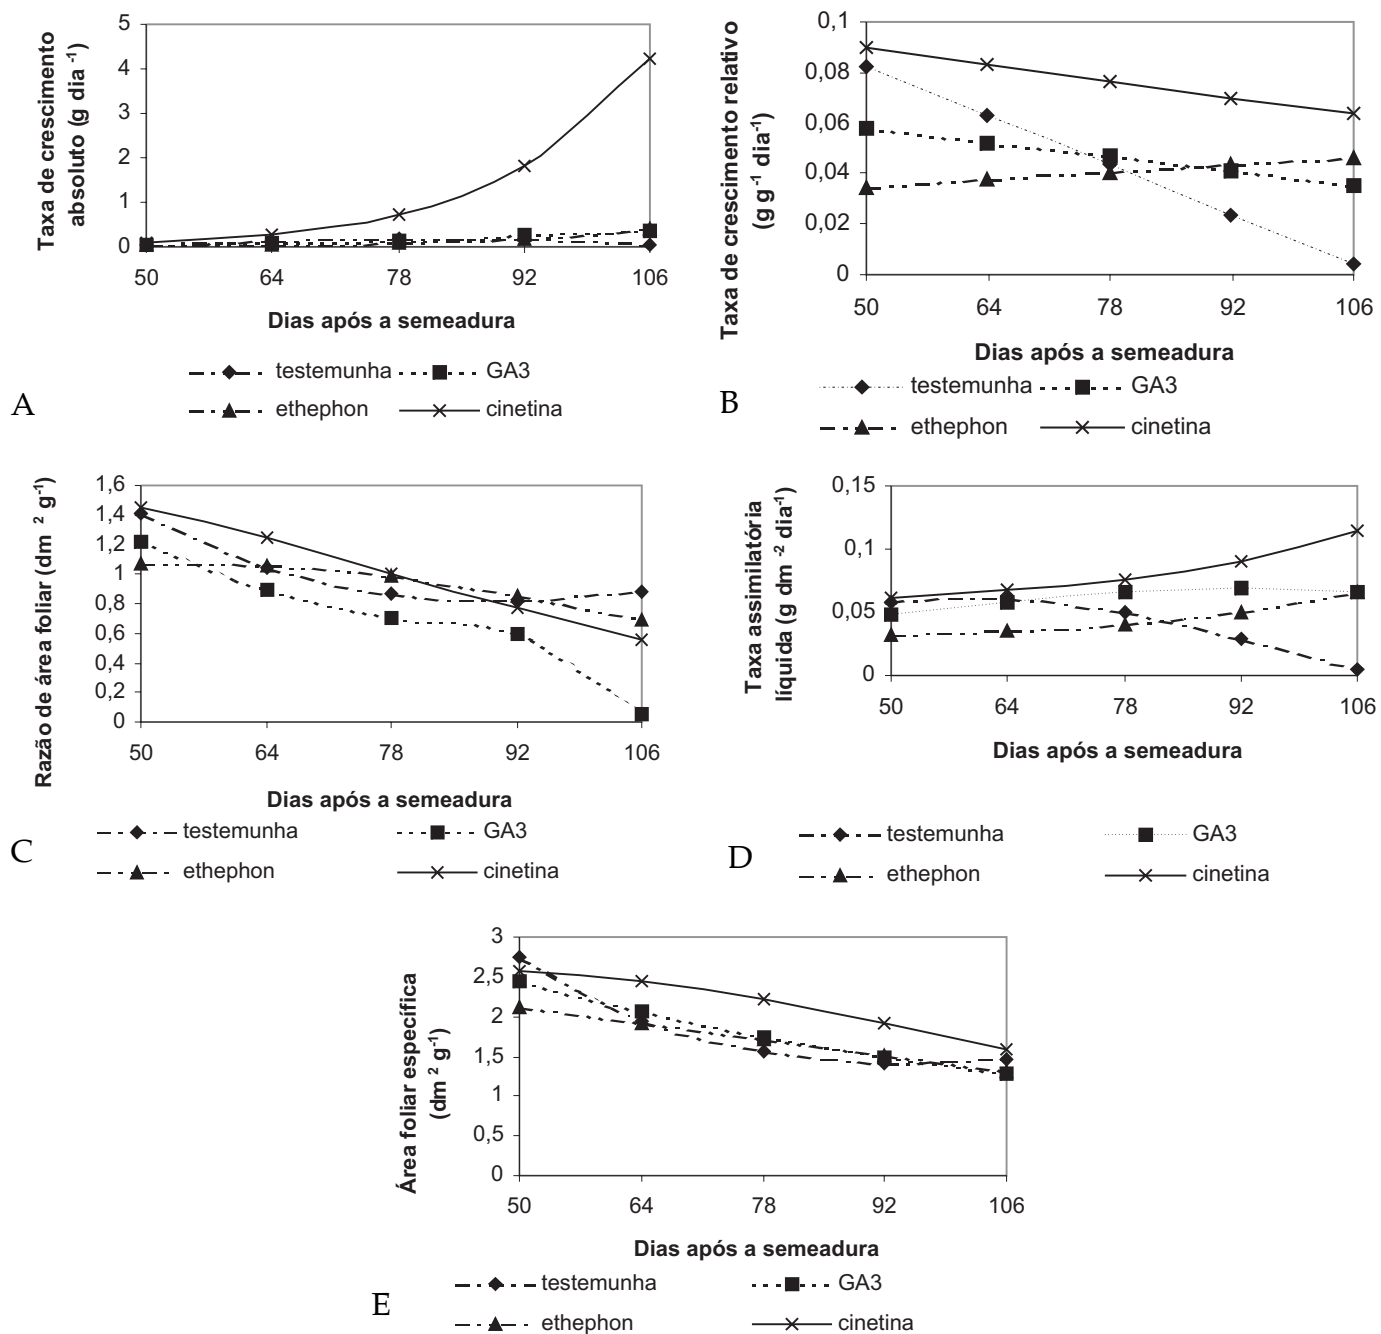 Taxa de crescimento
absoluto (g dia -1)
5
4
3
2
1
0
50 64 78 92 106
Dias após a semeadura
testemunha GA3
ethephon cinetina
A
Taxa de crescimento relativo
(g g-1 dia-1)
0,1
0,08
0,06
0,04
0,02
0
50 64 78 92 106
Dias após a semeadura
testemunha GA3
ethephon cinetina
B
Razão de área foliar (dm 2 g-1)
1,6
1,4
1,2
1
0,8
0,6
0,4
0,2
0
50 64 78 92 106
Dias após a semeadura
testemunha GA3
ethephon cinetina
C
Taxa assimilatória
líquida (g dm -2 dia-1)
0,15
0,1
0,05
0
50 64 78 92 106
Dias após a semeadura
testemunha GA3
ethephon cinetina
D
Área foliar específica
(dm 2 g-1)
3
2,5
2
1,5
1
0,5
0
50 64 78 92 106
Dias após a semeadura
testemunha GA3
ethephon cinetina
E